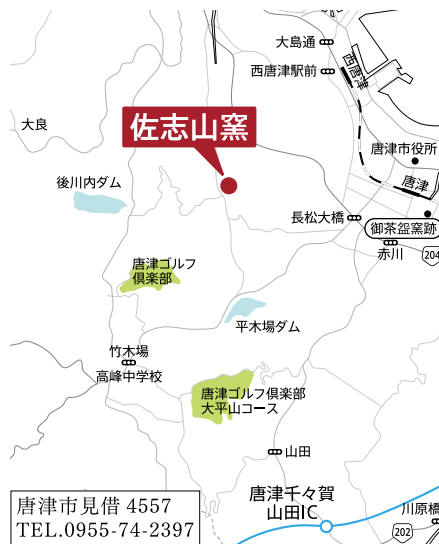 大島通
西唐津駅前
西唐津
大良
佐志山窯
唐津市役所
後川内ダム
唐津
長松大橋
御茶盌窯跡
赤川
204
唐津ゴルフ
倶楽部
平木場ダム
竹木場
高峰中学校
唐津ゴルフ倶楽部
大平山コース
山田
唐津千々賀
山田IC
川原橋
202
唐津市見借 4557
TEL.0955-74-2397